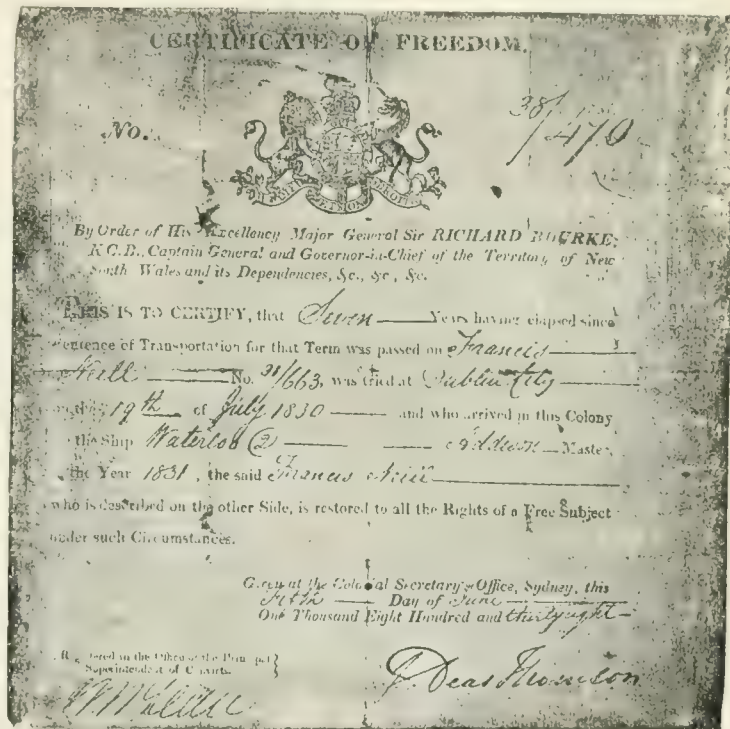 CERTIFICATE OF FREEDOM.
No. 38/470
By Order of His Excellency Major General Sir RICHARD BOURKE,
K.C.B., Captain General and Governor-in-Chief of the Territory of New
South Wales and its Dependencies, &c., &c., &c.
THIS IS TO CERTIFY, that Seven Years having elapsed since
Sentence of Transportation for that Term was passed on Francis
Neill No. 31/663, was tried at Dublin City
on the 19th of July 1830 and who arrived in this Colony
the Ship Waterloo (2) Addison Master,
the Year 1831, the said Francis Neill
who is described on the other Side, is restored to all the Rights of a Free Subject
under such Circumstances.
Given at the Colonial Secretary's Office, Sydney, this
Day of June
One Thousand Eight Hundred and thirty eight
Registered in the Office of the Principal
Superintendent of Convicts.
E Deas Thomson